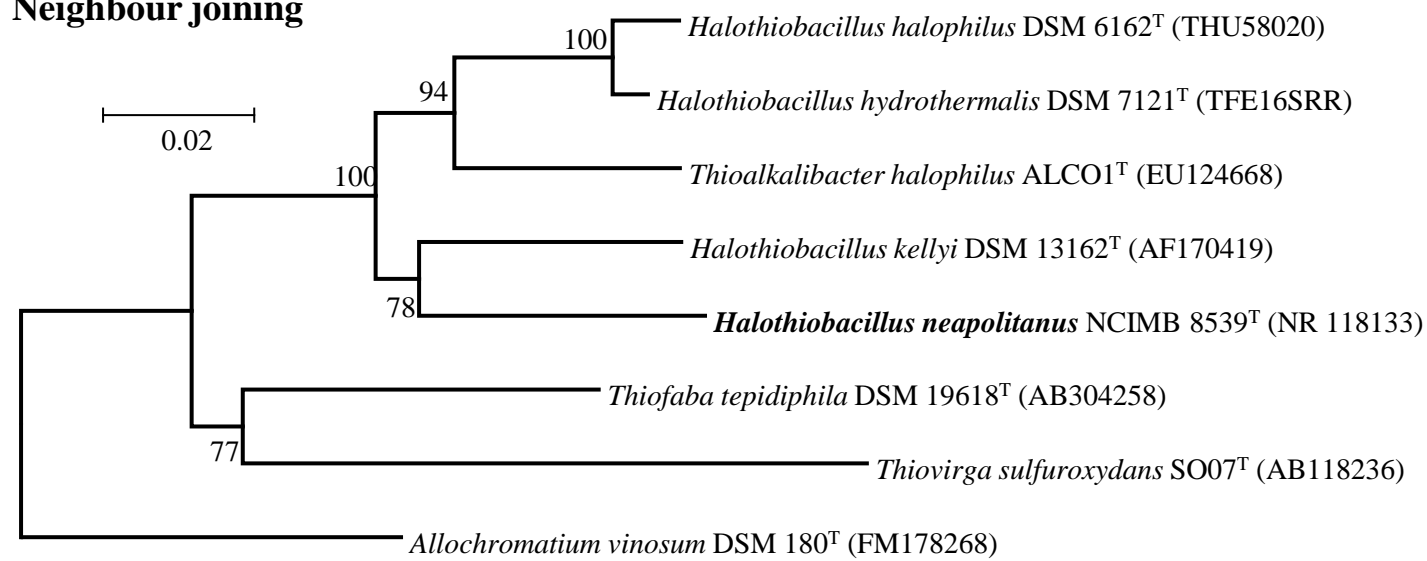 Neighbour joining
100
Halothiobacillus halophilus DSM 6162ᵀ (THU58020)
94
Halothiobacillus hydrothermalis DSM 7121ᵀ (TFE16SRR)
0.02
100
Thioalkalibacter halophilus ALCO1ᵀ (EU124668)
Halothiobacillus kellyi DSM 13162ᵀ (AF170419)
78
Halothiobacillus neapolitanus NCIMB 8539ᵀ (NR 118133)
Thiofaba tepidiphila DSM 19618ᵀ (AB304258)
77
Thiovirga sulfuroxydans SO07ᵀ (AB118236)
Allochromatium vinosum DSM 180ᵀ (FM178268)